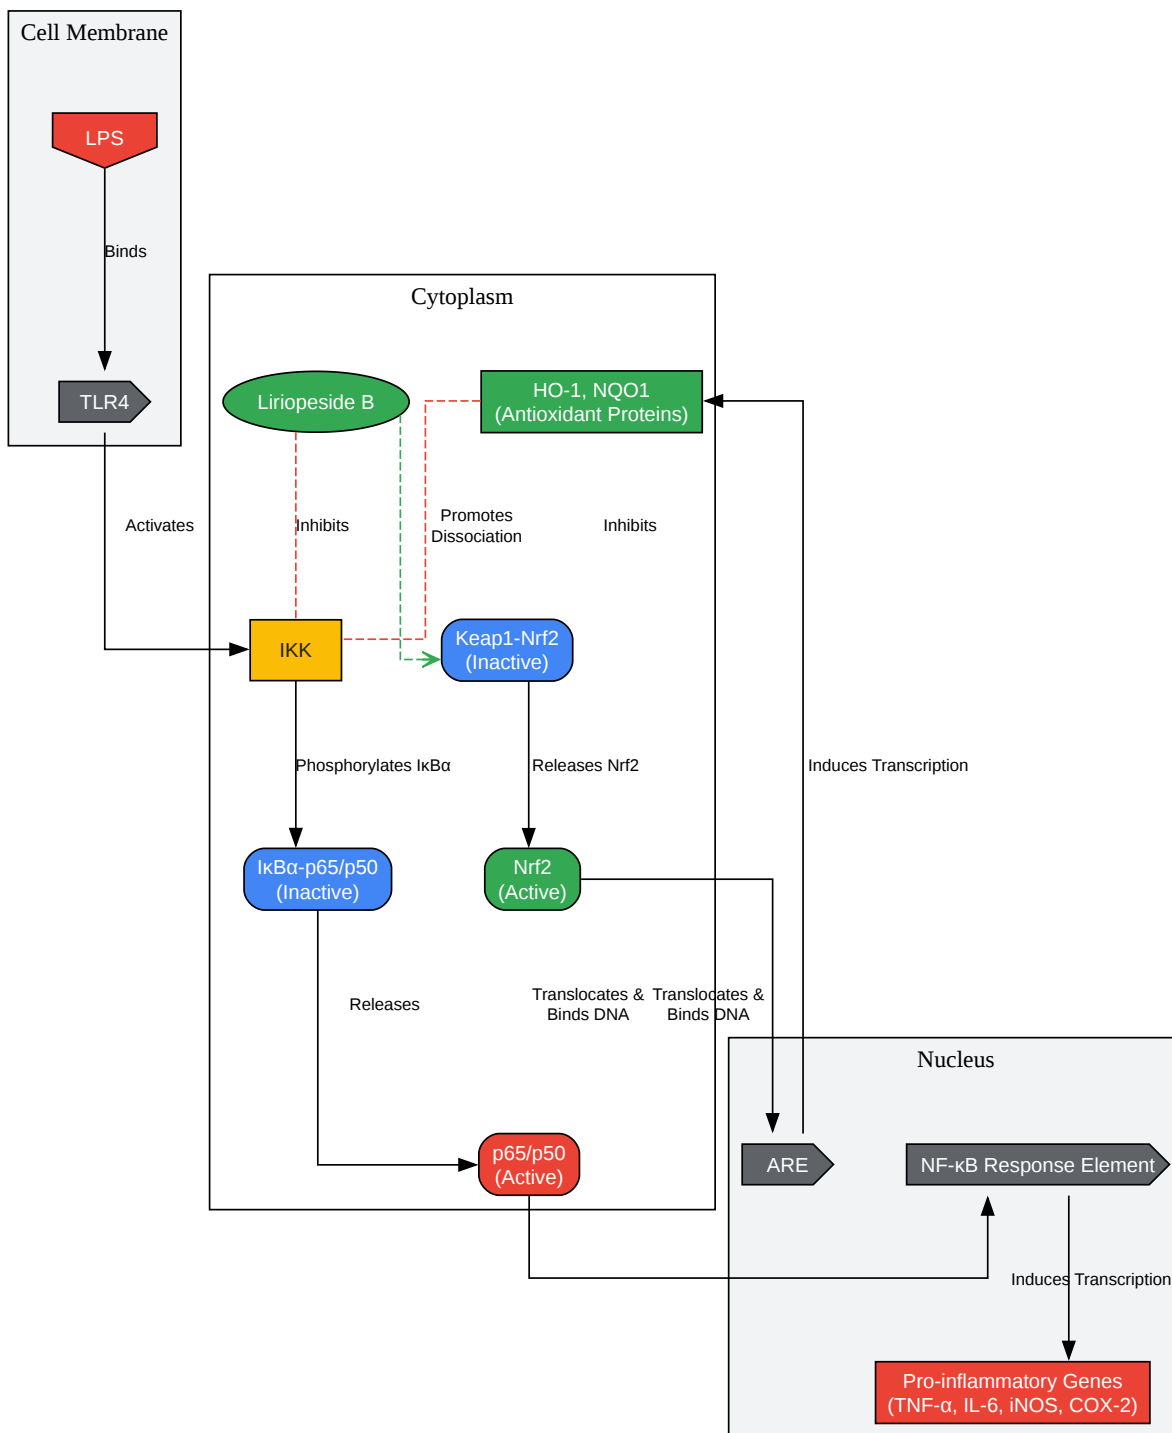 Cell Membrane
LPS
Binds
TLR4
Activates
Cytoplasm
Liriopeside B
HO-1, NQO1
(Antioxidant Proteins)
Inhibits
Promotes
Dissociation
Inhibits
IKK
Keap1-Nrf2
(Inactive)
Phosphorylates IκBα
Releases Nrf2
Induces Transcription
IκBα-p65/p50
(Inactive)
Nrf2
(Active)
Releases
Translocates &
Binds DNA
Translocates &
Binds DNA
Nucleus
p65/p50
(Active)
ARE
NF-κB Response Element
Induces Transcription
Pro-inflammatory Genes
(TNF-α, IL-6, iNOS, COX-2)